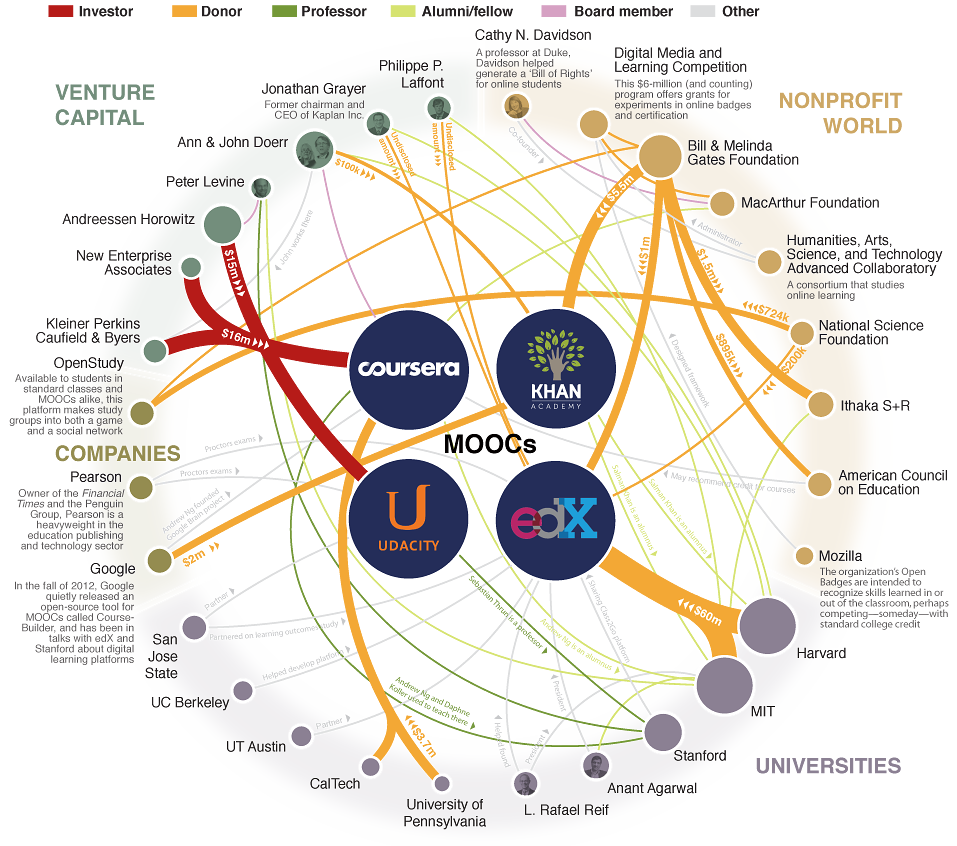 Investor
Donor
Professor
Alumni/fellow
Board member
Other
VENTURE
CAPITAL
NONPROFIT
WORLD
COMPANIES
UNIVERSITIES
Cathy N. Davidson
A professor at Duke,
Davidson helped
generate a ‘Bill of Rights’
for online students
Digital Media and
Learning Competition
This $6-million (and counting)
program offers grants for
experiments in online badges
and certification
Philippe P.
Laffont
Jonathan Grayer
Former chairman and
CEO of Kaplan Inc.
Ann & John Doerr
Peter Levine
Andreessen Horowitz
New Enterprise
Associates
Kleiner Perkins
Caufield & Byers
OpenStudy
Available to students in
standard classes and
MOOCs alike, this
platform makes study
groups into both a game
and a social network
Pearson
Owner of the Financial
Times and the Penguin
Group, Pearson is a
heavyweight in the
education publishing
and technology sector
Google
In the fall of 2012, Google
quietly released an
open-source tool for
MOOCs called Course-
Builder, and has been in
talks with edX and
Stanford about digital
learning platforms
San
Jose
State
UC Berkeley
UT Austin
CalTech
University of
Pennsylvania
L. Rafael Reif
Anant Agarwal
Stanford
MIT
Harvard
Bill & Melinda
Gates Foundation
MacArthur Foundation
Humanities, Arts,
Science, and Technology
Advanced Collaboratory
A consortium that studies
online learning
National Science
Foundation
Ithaka S+R
American Council
on Education
Mozilla
The organization’s Open
Badges are intended to
recognize skills learned in or
out of the classroom, perhaps
competing—someday—with
standard college credit
coursera
KHAN
ACADEMY
MOOCs
U
UDACITY
edX
$100k
Undisclosed
amount
Undisclosed
amount
Co-founder
$5.5m
$1m
$1.5m
Administrator
$724k
$895k
$200k
$15m
$16m
John works there
Designed framework
May recommend credit for courses
Proctors exams
Proctors exams
Andrew Ng founded
Google Brain project
$2m
Partner
Partnered on learning outcomes study
Helped develop platform
Partner
$3.7m
Andrew Ng and Daphne
Koller used to teach there
Sebastian Thrun is a professor
Andrew Ng is an alumnus
Salman Khan is an alumnus
Salman Khan is an alumnus
Sharing Class2Go platform
President
President
Helped found
$60m